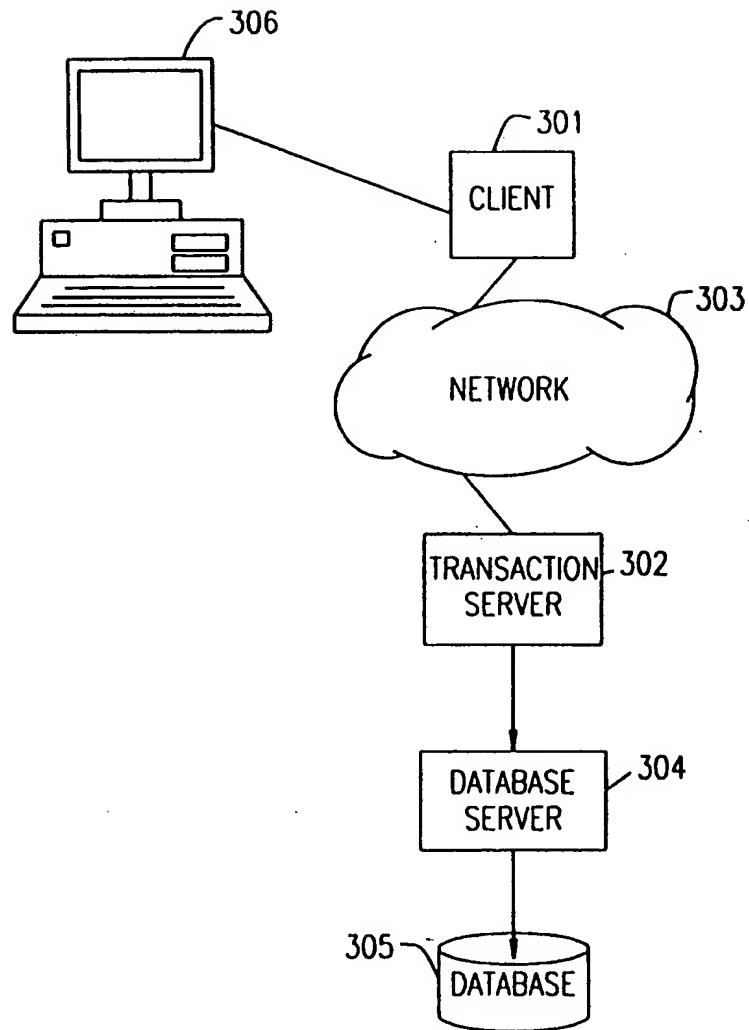 306
301
CLIENT
303
NETWORK
TRANSACTION
SERVER
302
DATABASE
SERVER
304
305
DATABASE